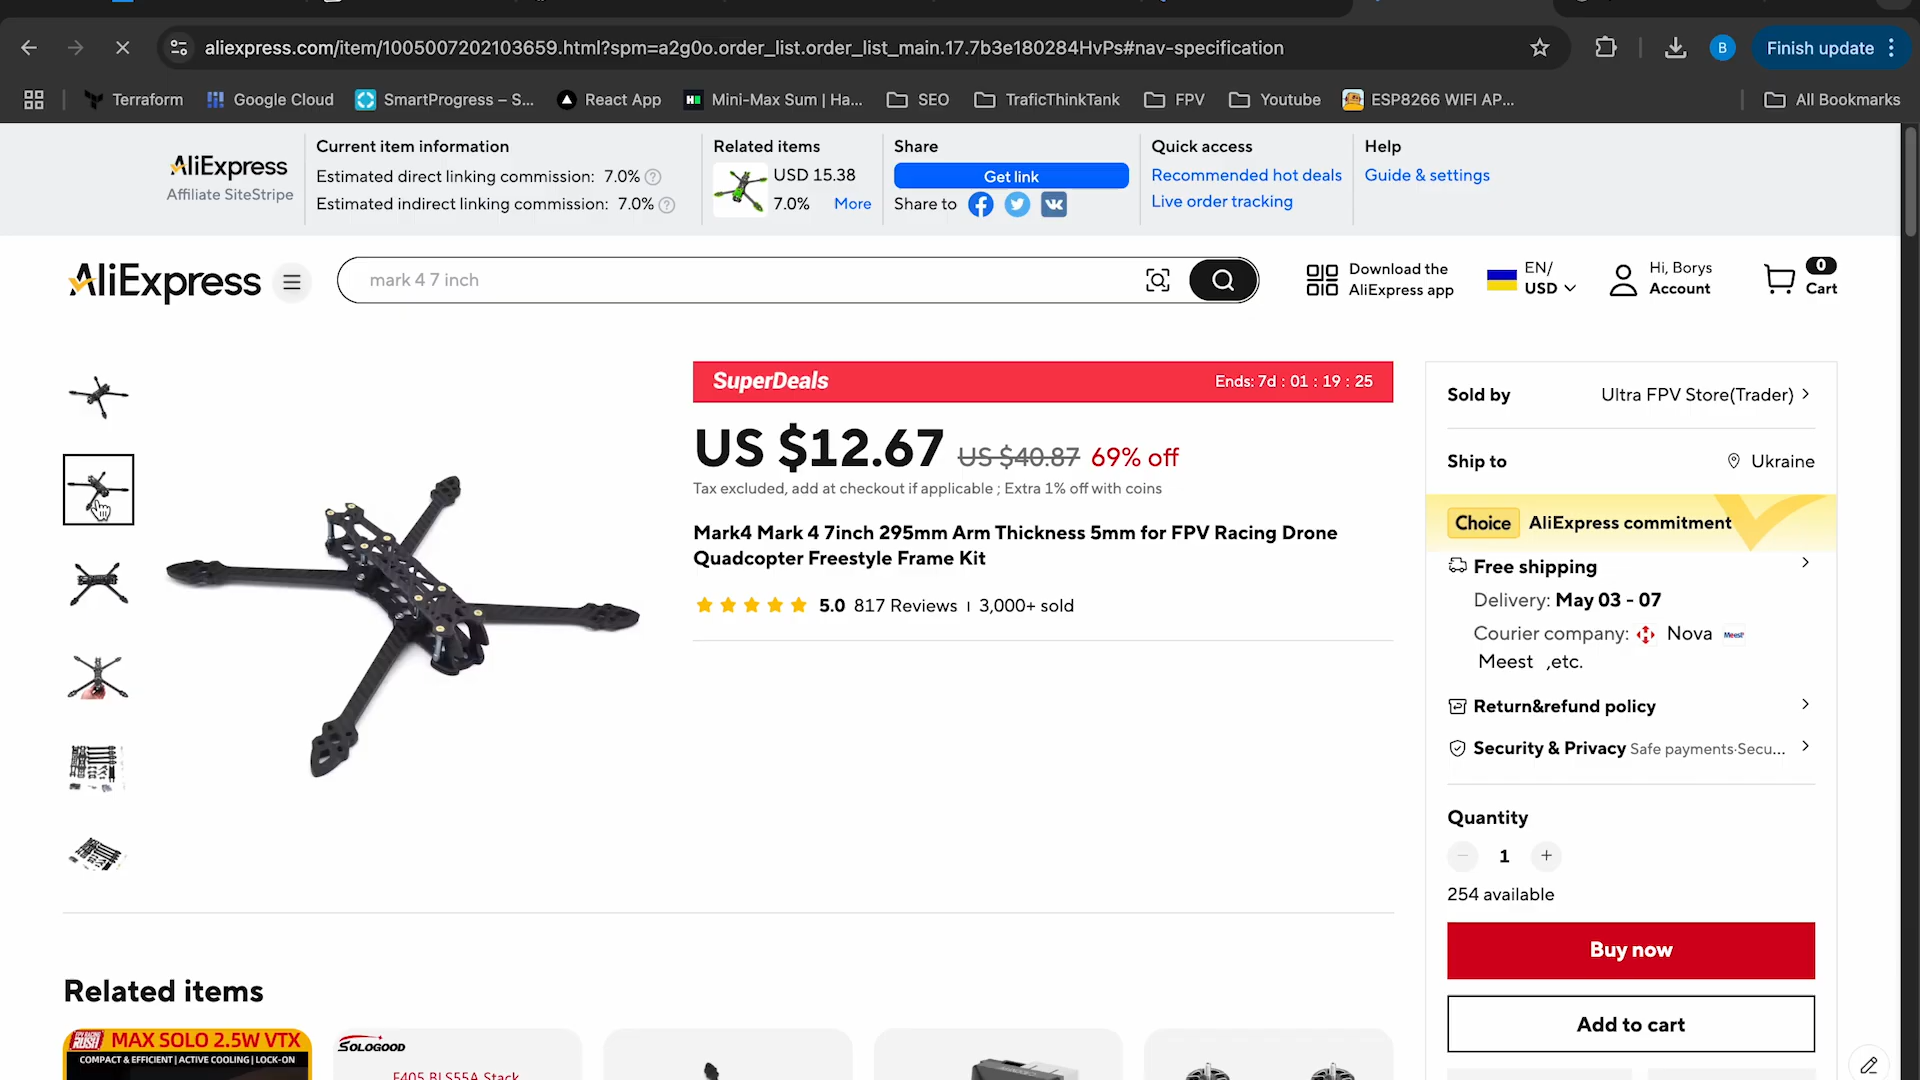 aliexpress.com/item/1005007202103659.html?spm=a2g0o.order_list.order_list_main.17.7b3e180284HvPs#nav-specification
B
Finish update
Terraform
Google Cloud
SmartProgress – S...
React App
Mini-Max Sum | Ha...
SEO
TraficThinkTank
FPV
Youtube
ESP8266 WIFI AP...
All Bookmarks
AliExpress
Affiliate SiteStripe
Current item information
Estimated direct linking commission: 7.0%
Estimated indirect linking commission: 7.0%
Related items
USD 15.38
7.0% More
Share
Get link
Share to
Quick access
Recommended hot deals
Live order tracking
Help
Guide & settings
AliExpress
mark 4 7 inch
Download the
AliExpress app
EN/
USD
Hi, Borys
Account
0
Cart
SuperDeals
Ends: 7d : 01 : 19 : 25
US $12.67 US $40.87 69% off
Tax excluded, add at checkout if applicable ; Extra 1% off with coins
Mark4 Mark 4 7inch 295mm Arm Thickness 5mm for FPV Racing Drone
Quadcopter Freestyle Frame Kit
5.0 817 Reviews 3,000+ sold
Sold by Ultra FPV Store(Trader)
Ship to Ukraine
Choice AliExpress commitment
Free shipping
Delivery: May 03 - 07
Courier company: Nova Meest
Meest ,etc.
Return&refund policy
Security & Privacy Safe payments·Secu...
Quantity
1
254 available
Buy now
Add to cart
Related items
RUSH MAX SOLO 2.5W VTX
COMPACT & EFFICIENT | ACTIVE COOLING | LOCK-ON
SOLOGOOD
F405 BLS55A Stack